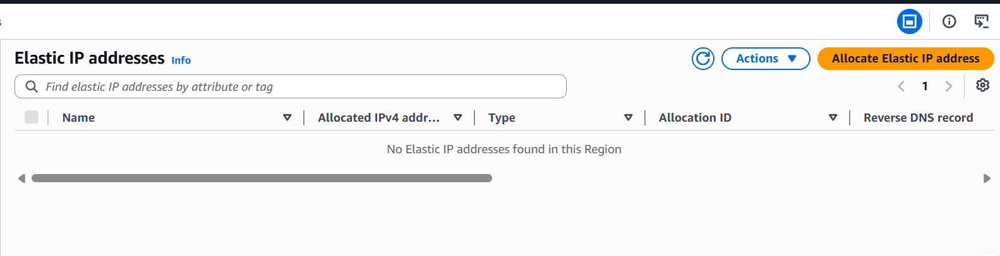 Elastic IP addresses Info
Actions
Allocate Elastic IP address
Find elastic IP addresses by attribute or tag
1
Name
Allocated IPv4 addr...
Type
Allocation ID
Reverse DNS record
No Elastic IP addresses found in this Region